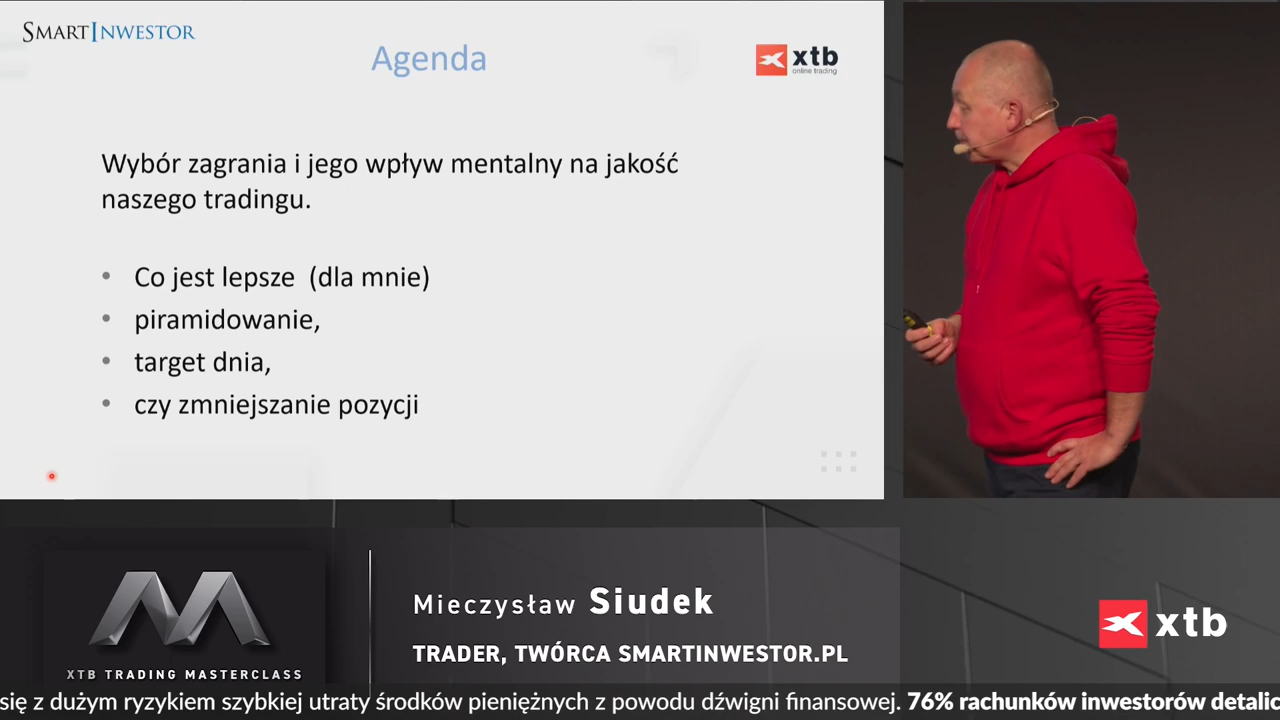 SMARTINWESTOR
Agenda
xtb
online trading
Wybór zagrania i jego wpływ mentalny na jakość
naszego tradingu.
• Co jest lepsze (dla mnie)
• piramidowanie,
• target dnia,
• czy zmniejszanie pozycji
Mieczysław Siudek
TRADER, TWÓRCA SMARTINWESTOR.PL
XTB TRADING MASTERCLASS
xtb
się z dużym ryzykiem szybkiej utraty środków pieniężnych z powodu dźwigni finansowej. 76% rachunków inwestorów detalic